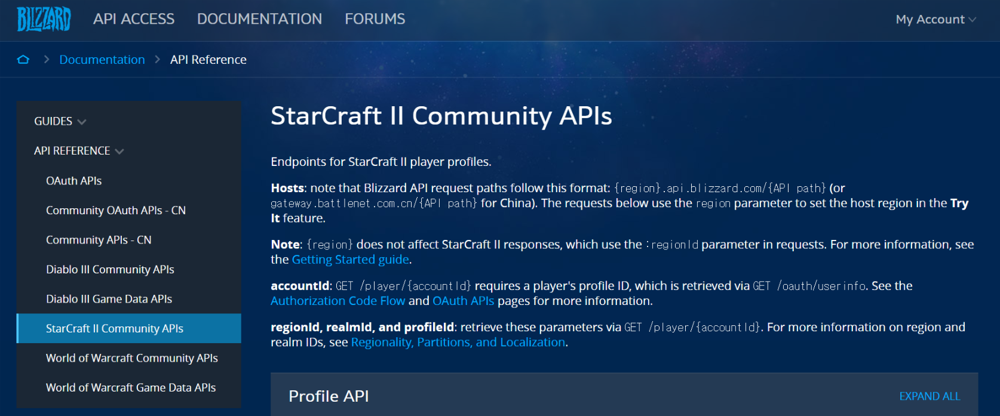 BLIZZARD API ACCESS DOCUMENTATION FORUMS My Account
Documentation > API Reference
GUIDES
API REFERENCE
OAuth APIs
Community OAuth APIs - CN
Community APIs - CN
Diablo III Community APIs
Diablo III Game Data APIs
StarCraft II Community APIs
World of Warcraft Community APIs
World of Warcraft Game Data APIs
StarCraft II Community APIs
Endpoints for StarCraft II player profiles.
Hosts: note that Blizzard API request paths follow this format: {region}.api.blizzard.com/{API path} (or
gateway.battlenet.com.cn/{API path} for China). The requests below use the region parameter to set the host region in the Try
It feature.
Note: {region} does not affect StarCraft II responses, which use the :regionId parameter in requests. For more information, see
the Getting Started guide.
accountId: GET /player/{accountId} requires a player's profile ID, which is retrieved via GET /oauth/userinfo. See the
Authorization Code Flow and OAuth APIs pages for more information.
regionId, realmId, and profileId: retrieve these parameters via GET /player/{accountId}. For more information on region and
realm IDs, see Regionality, Partitions, and Localization.
Profile API EXPAND ALL